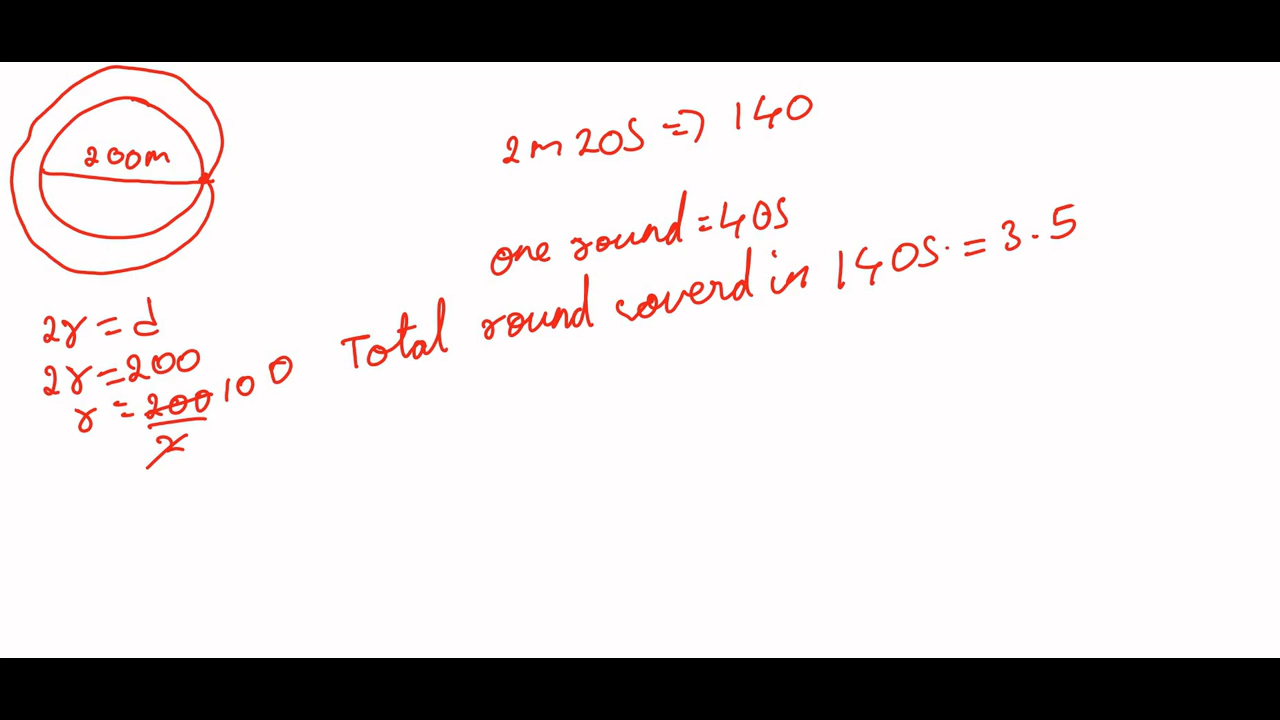 200m
2m 20S => 140
one round = 40S
Total round coverd in 140S. = 3.5
2r = d
2r = 200
r = 200 100
2